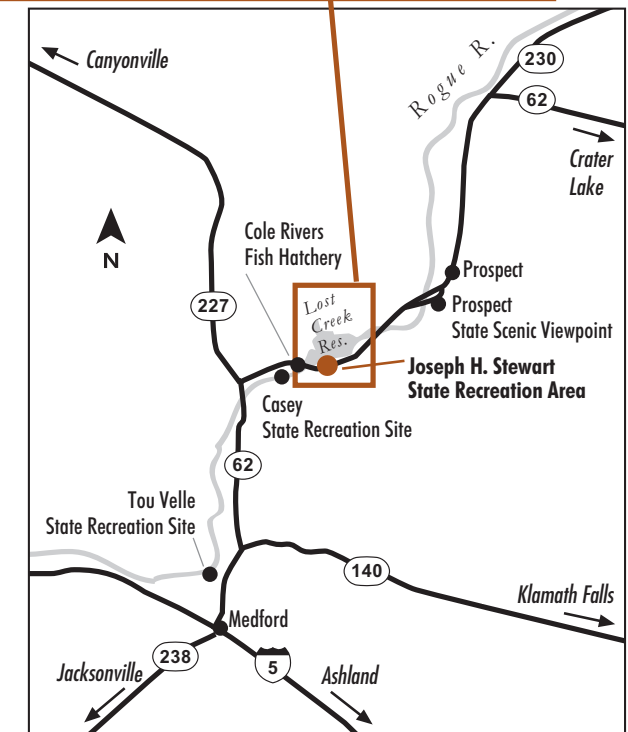 Canyonville
Rogue R.
230
62
Crater
Lake
N
Cole Rivers
Fish Hatchery
Lost
Creek
Res.
Prospect
Prospect
State Scenic Viewpoint
227
Joseph H. Stewart
State Recreation Area
Casey
State Recreation Site
62
Tou Velle
State Recreation Site
140
Klamath Falls
Medford
238
5
Jacksonville
Ashland